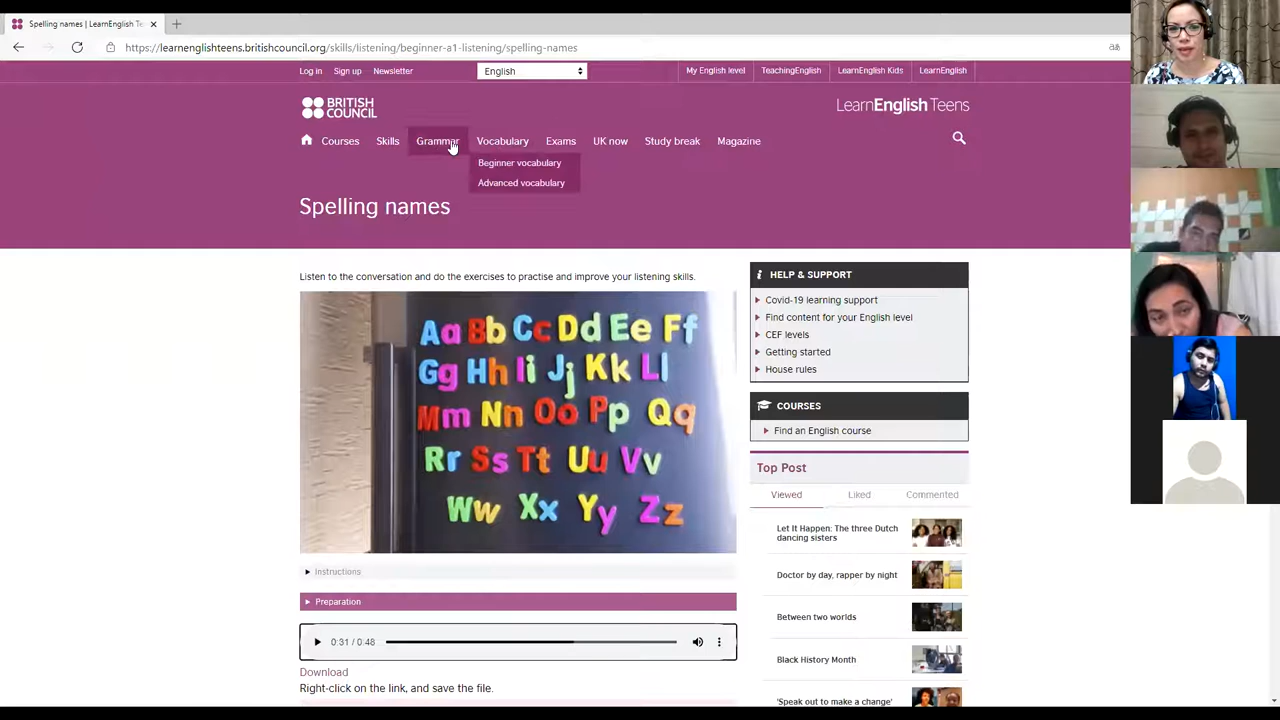 Spelling names | LearnEnglish Te
https://learnenglishteens.britishcouncil.org/skills/listening/beginner-a1-listening/spelling-names
Log in Sign up Newsletter English My English level TeachingEnglish LearnEnglish Kids LearnEnglish
BRITISH
COUNCIL
LearnEnglish Teens
Courses Skills Grammar Vocabulary Exams UK now Study break Magazine
Beginner vocabulary
Advanced vocabulary
Spelling names
Listen to the conversation and do the exercises to practise and improve your listening skills.
Aa Bb Cc Dd Ee Ff
Gg Hh Ii Jj Kk Ll
Mm Nn Oo Pp Qq
Rr Ss Tt Uu Vv
Ww Xx Yy Zz
Instructions
Preparation
0:31 / 0:48
Download
Right-click on the link, and save the file.
HELP & SUPPORT
Covid-19 learning support
Find content for your English level
CEF levels
Getting started
House rules
COURSES
Find an English course
Top Post
Viewed Liked Commented
Let It Happen: The three Dutch
dancing sisters
Doctor by day, rapper by night
Between two worlds
Black History Month
'Speak out to make a change'